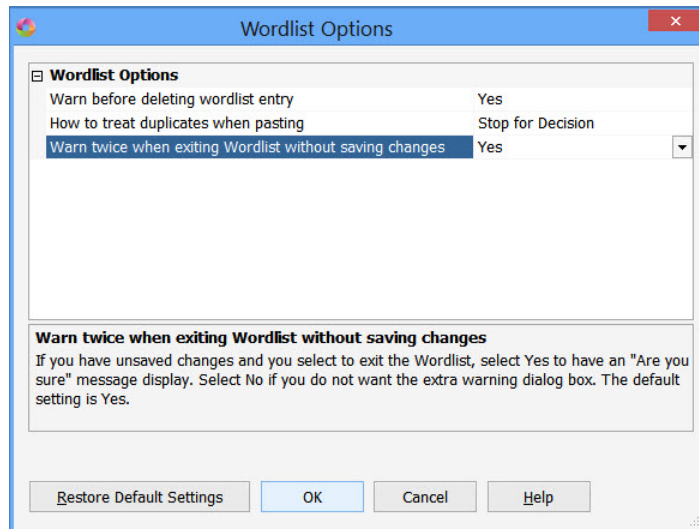 Wordlist Options
Wordlist Options
Warn before deleting wordlist entry Yes
How to treat duplicates when pasting Stop for Decision
Warn twice when exiting Wordlist without saving changes Yes
Warn twice when exiting Wordlist without saving changes
If you have unsaved changes and you select to exit the Wordlist, select Yes to have an "Are you
sure" message display. Select No if you do not want the extra warning dialog box. The default
setting is Yes.
Restore Default Settings OK Cancel Help